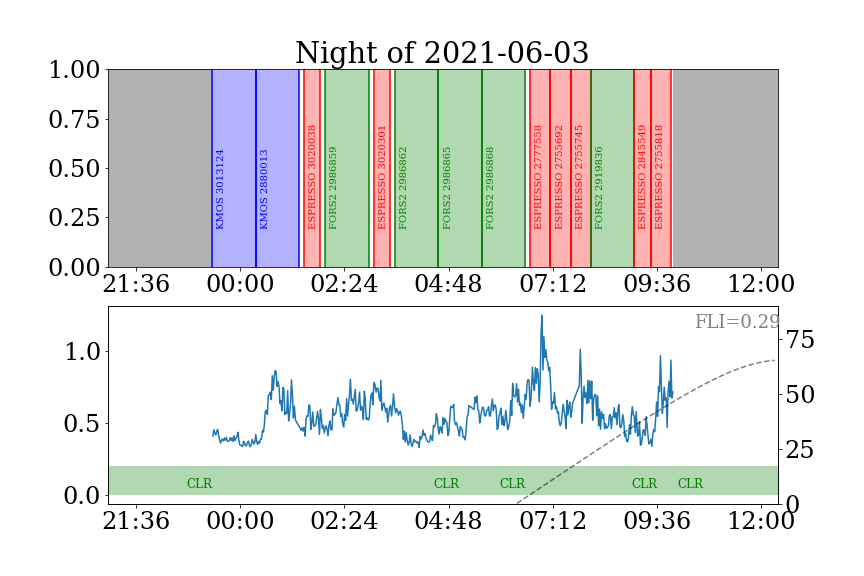 Night of 2021-06-03
1.00
0.75
0.50
0.25
0.00
KMOS 3013124
KMOS 2880013
ESPRESSO 3020038
FORS2 2986859
ESPRESSO 3020301
FORS2 2986862
FORS2 2986865
FORS2 2986868
ESPRESSO 2777558
ESPRESSO 2755692
ESPRESSO 2755745
FORS2 2919836
ESPRESSO 2845549
ESPRESSO 2755818
21:36 00:00 02:24 04:48 07:12 09:36 12:00
FLI=0.29
1.0
0.5
0.0
75
50
25
0
CLR CLR CLR CLR CLR
21:36 00:00 02:24 04:48 07:12 09:36 12:00